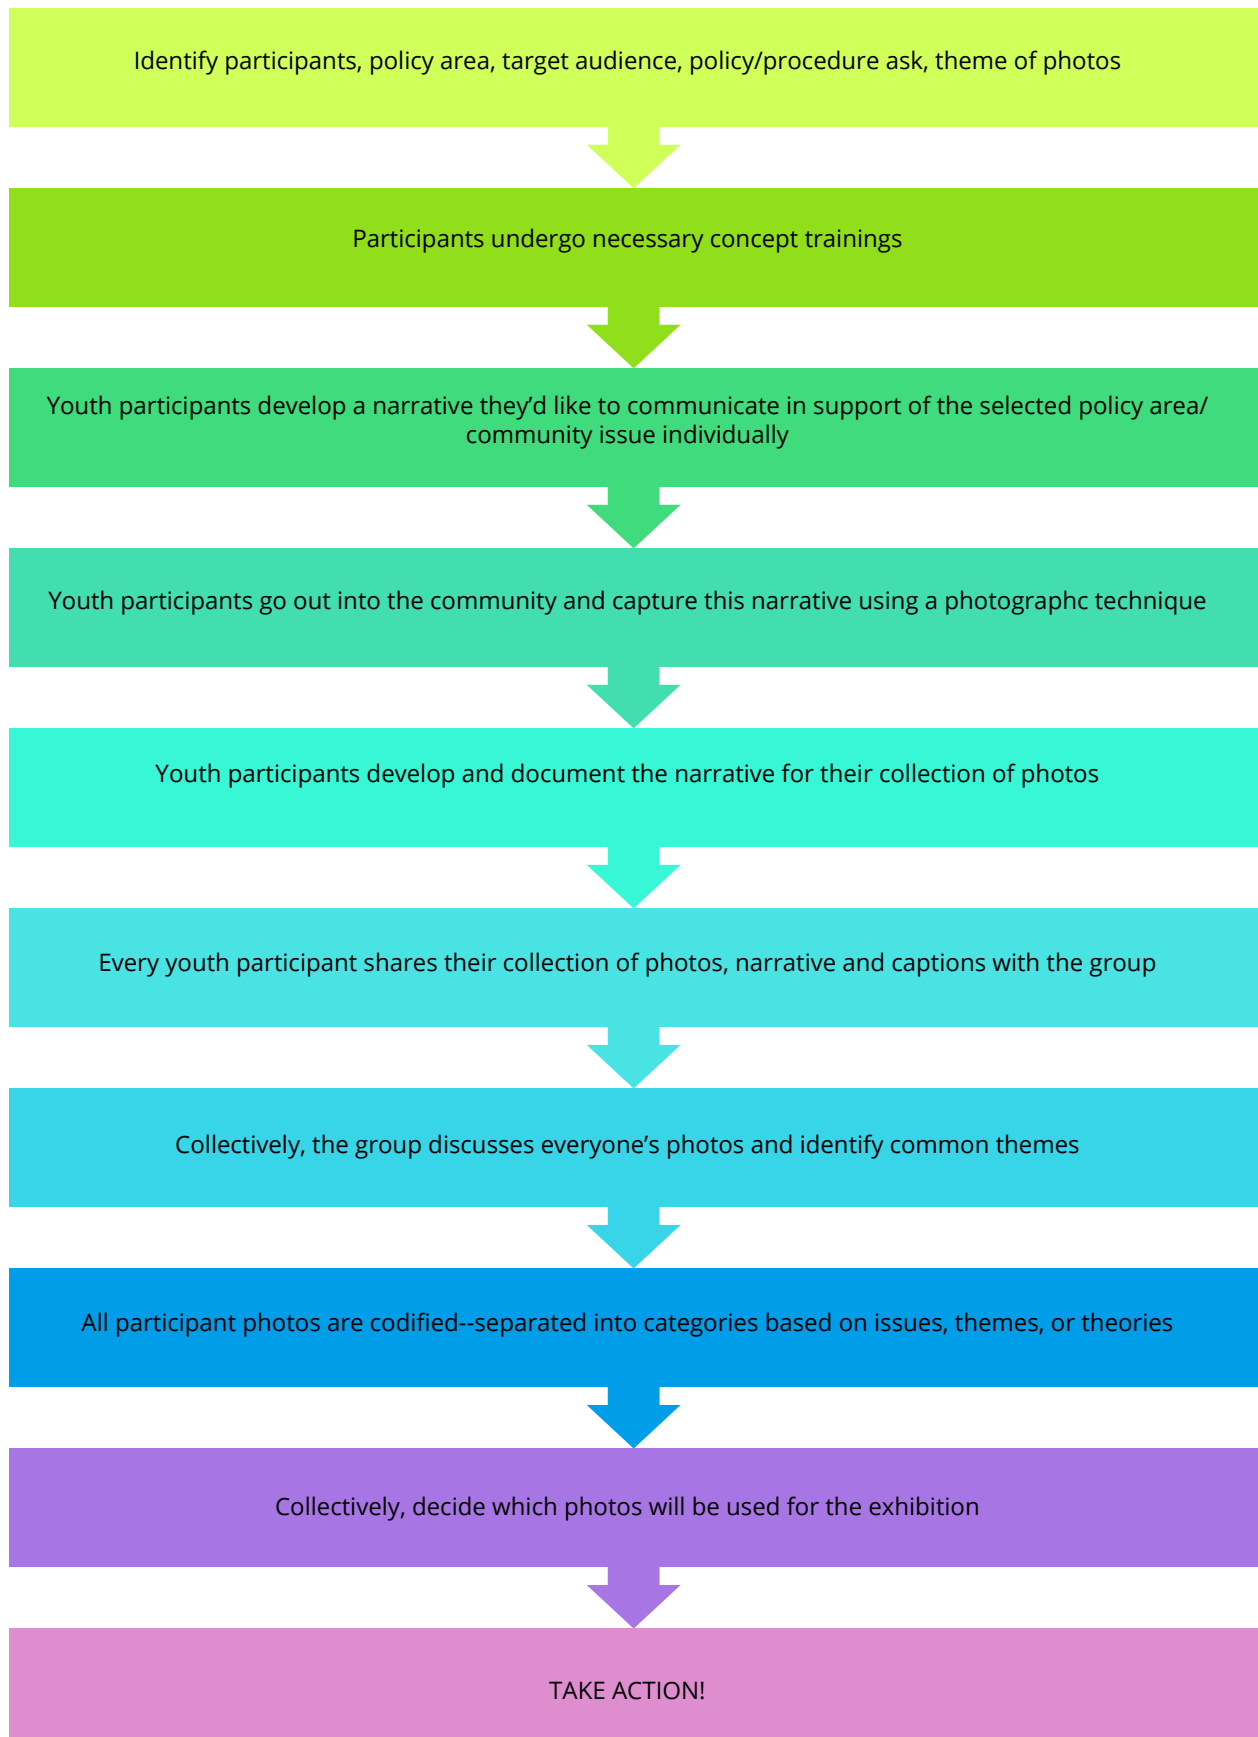 Identify participants, policy area, target audience, policy/procedure ask, theme of photos
Participants undergo necessary concept trainings
Youth participants develop a narrative they’d like to communicate in support of the selected policy area/
community issue individually
Youth participants go out into the community and capture this narrative using a photographc technique
Youth participants develop and document the narrative for their collection of photos
Every youth participant shares their collection of photos, narrative and captions with the group
Collectively, the group discusses everyone’s photos and identify common themes
All participant photos are codified--separated into categories based on issues, themes, or theories
Collectively, decide which photos will be used for the exhibition
TAKE ACTION!